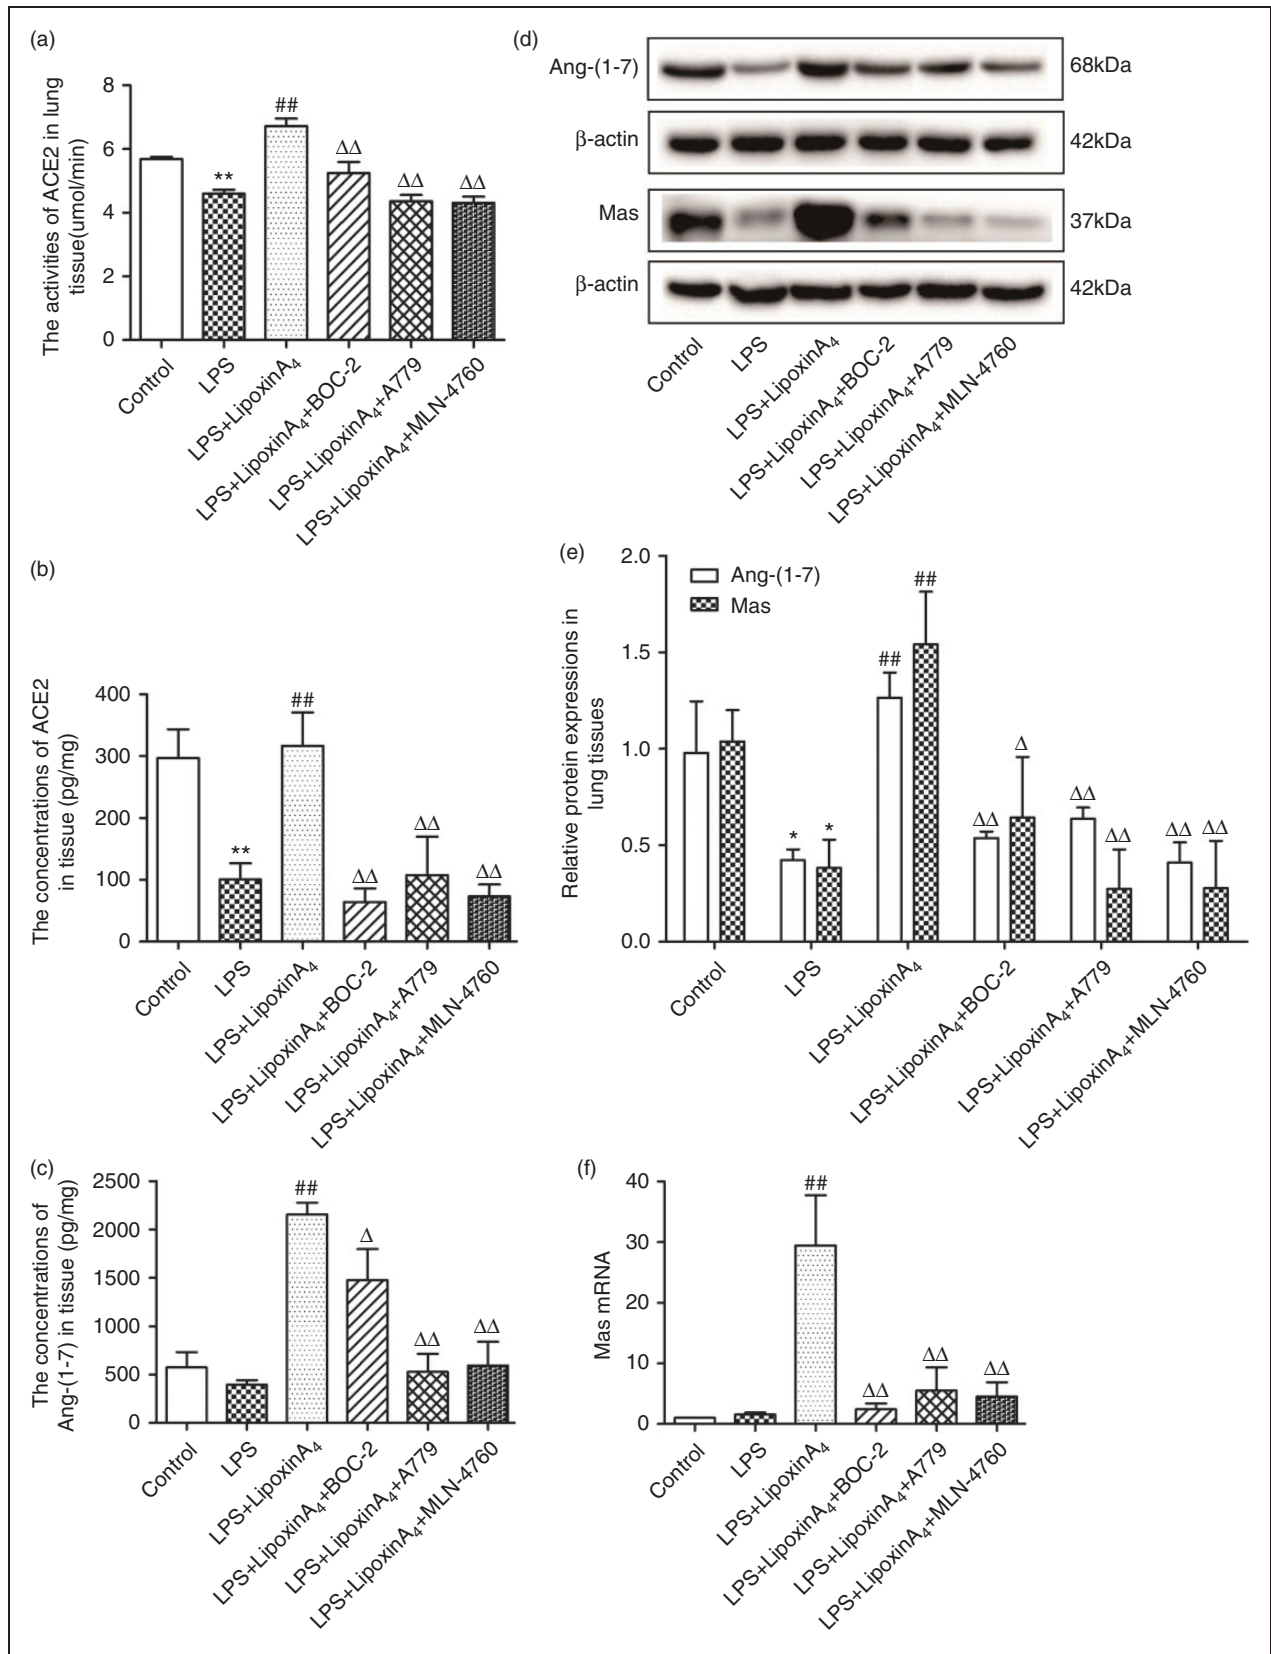 (a)
The activities of ACE2 in lung
tissue(umol/min)
8
6
4
2
0
**
##
ΔΔ
ΔΔ
ΔΔ
Control
LPS
LPS+LipoxinA4
LPS+LipoxinA4+BOC-2
LPS+LipoxinA4+A779
LPS+LipoxinA4+MLN-4760
(d)
Ang-(1-7)
68kDa
β-actin
42kDa
Mas
37kDa
β-actin
42kDa
Control
LPS
LPS+LipoxinA4
LPS+LipoxinA4+BOC-2
LPS+LipoxinA4+A779
LPS+LipoxinA4+MLN-4760
(b)
The concentrations of ACE2
in tissue (pg/mg)
400
300
200
100
0
**
##
ΔΔ
ΔΔ
ΔΔ
Control
LPS
LPS+LipoxinA4
LPS+LipoxinA4+BOC-2
LPS+LipoxinA4+A779
LPS+LipoxinA4+MLN-4760
(e)
Relative protein expressions in
lung tissues
2.0
1.5
1.0
0.5
0.0
Ang-(1-7)
Mas
*
*
##
##
ΔΔ
Δ
ΔΔ
ΔΔ
ΔΔ
ΔΔ
Control
LPS
LPS+LipoxinA4
LPS+LipoxinA4+BOC-2
LPS+LipoxinA4+A779
LPS+LipoxinA4+MLN-4760
(c)
The concentrations of
Ang-(1-7) in tissue (pg/mg)
2500
2000
1500
1000
500
0
##
Δ
ΔΔ
ΔΔ
Control
LPS
LPS+LipoxinA4
LPS+LipoxinA4+BOC-2
LPS+LipoxinA4+A779
LPS+LipoxinA4+MLN-4760
(f)
Mas mRNA
40
30
20
10
0
##
ΔΔ
ΔΔ
ΔΔ
Control
LPS
LPS+LipoxinA4
LPS+LipoxinA4+BOC-2
LPS+LipoxinA4+A779
LPS+LipoxinA4+MLN-4760